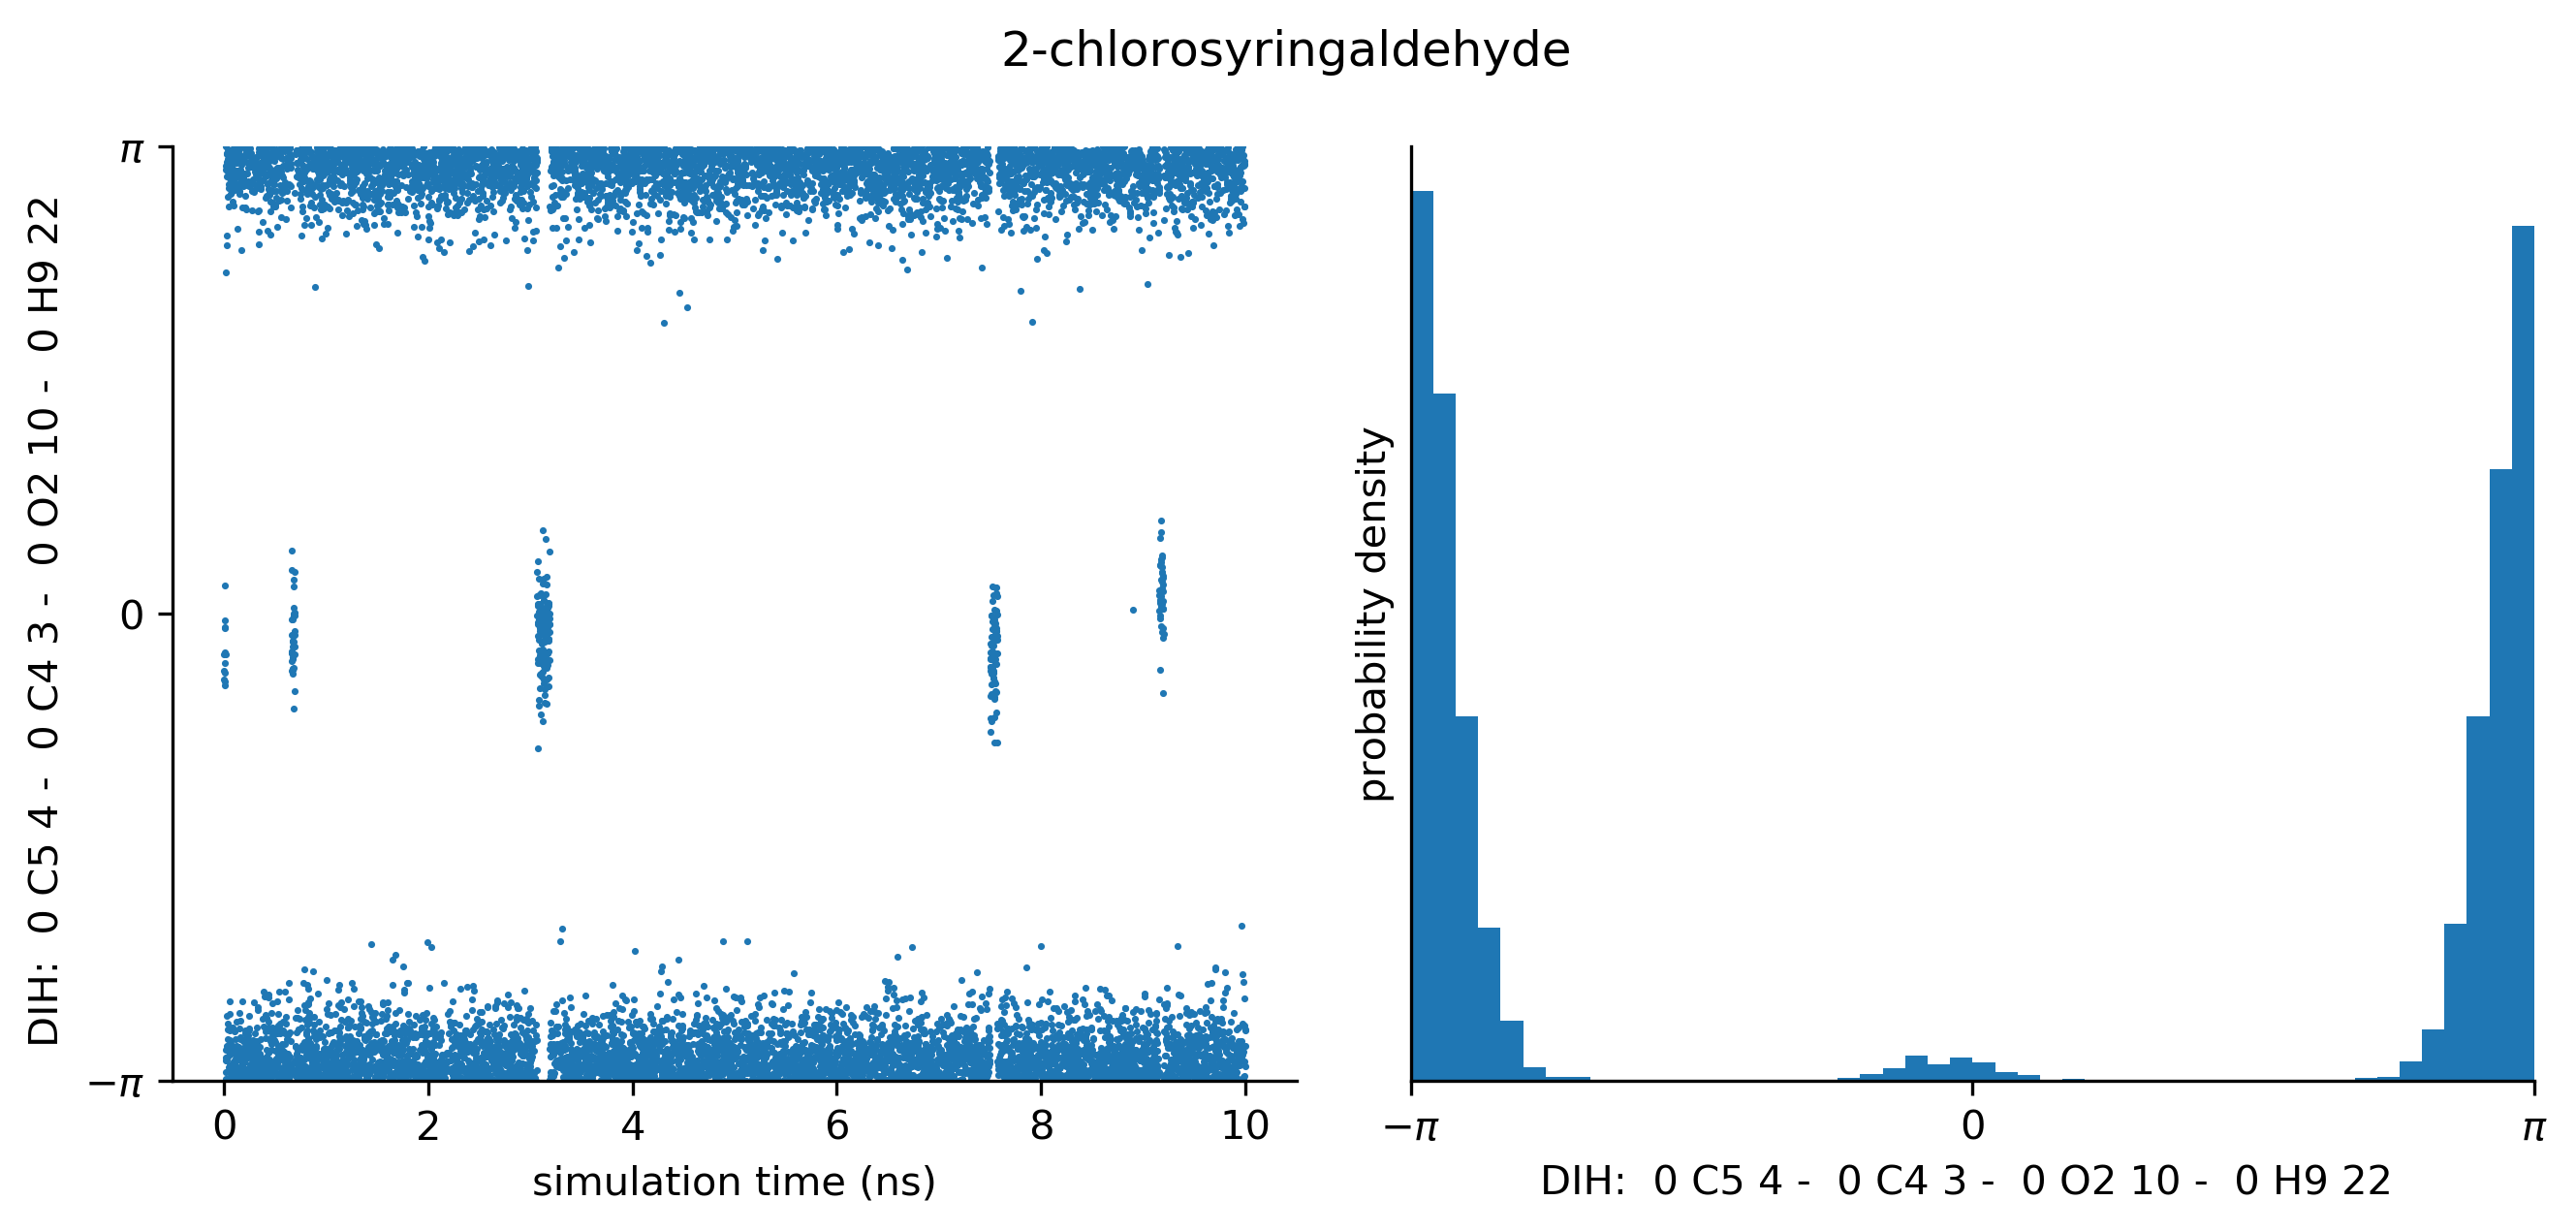 2-chlorosyringaldehyde
DIH:  0 C5 4 -  0 C4 3 -  0 O2 10 -  0 H9 22
π
0
−π
0 2 4 6 8 10
simulation time (ns)
probability density
−π 0 π
DIH:  0 C5 4 -  0 C4 3 -  0 O2 10 -  0 H9 22